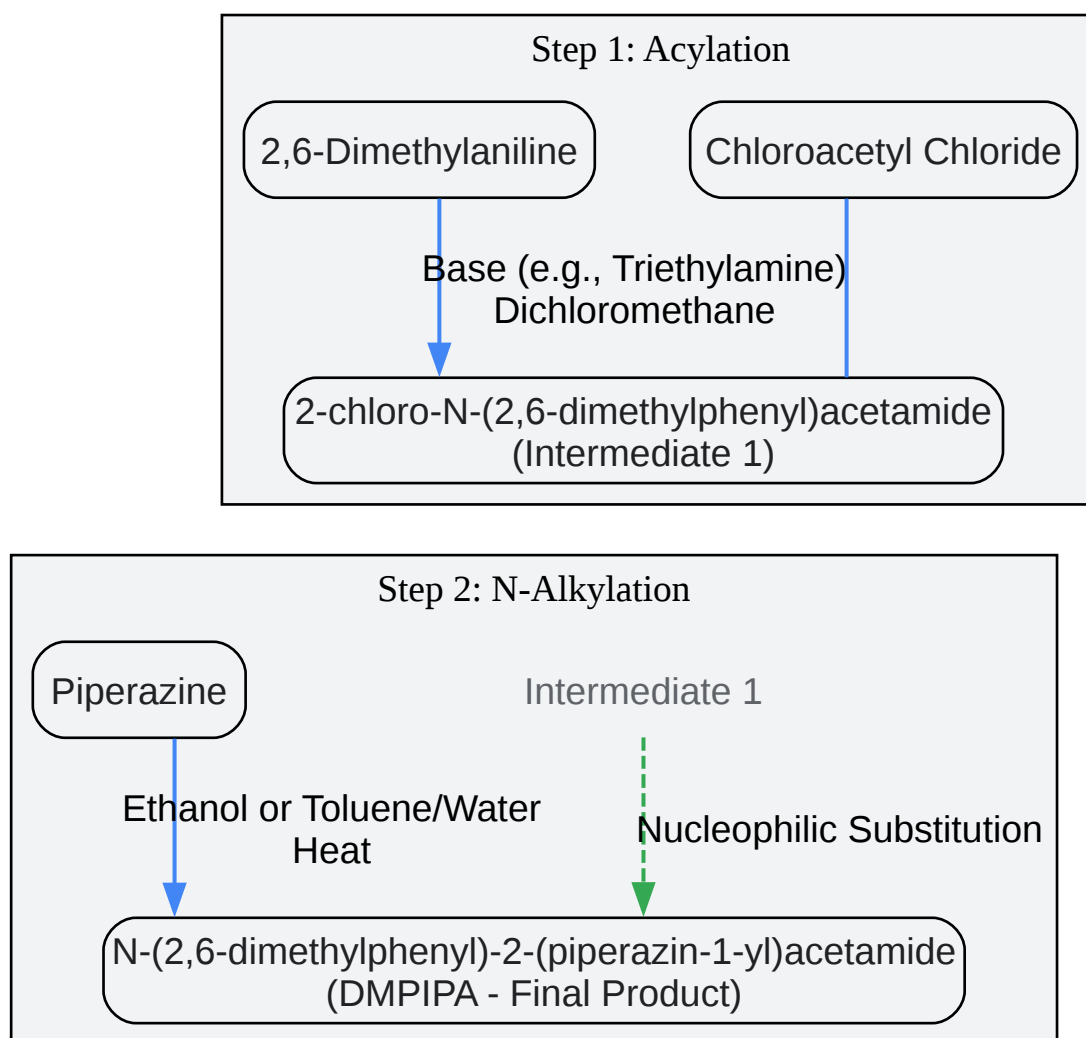 Step 1: Acylation
2,6-Dimethylaniline
Chloroacetyl Chloride
Base (e.g., Triethylamine)
Dichloromethane
2-chloro-N-(2,6-dimethylphenyl)acetamide
(Intermediate 1)
Step 2: N-Alkylation
Piperazine
Intermediate 1
Ethanol or Toluene/Water
Heat
Nucleophilic Substitution
N-(2,6-dimethylphenyl)-2-(piperazin-1-yl)acetamide
(DMPIPA - Final Product)